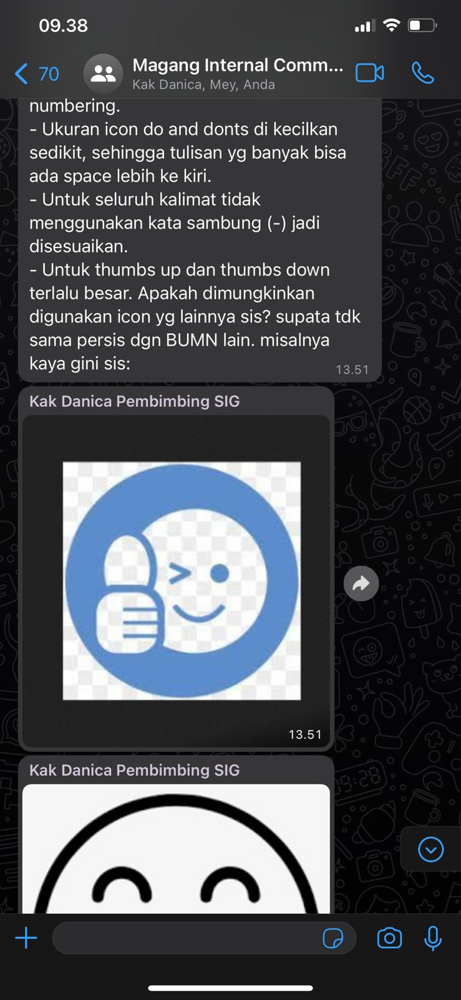 09.38
70
Magang Internal Comm...
Kak Danica, Mey, Anda
numbering.
- Ukuran icon do and donts di kecilkan
sedikit, sehingga tulisan yg banyak bisa
ada space lebih ke kiri.
- Untuk seluruh kalimat tidak
menggunakan kata sambung (-) jadi
disesuaikan.
- Untuk thumbs up dan thumbs down
terlalu besar. Apakah dimungkinkan
digunakan icon yg lainnya sis? supata tdk
sama persis dgn BUMN lain. misalnya
kaya gini sis:
13.51
Kak Danica Pembimbing SIG
13.51
Kak Danica Pembimbing SIG